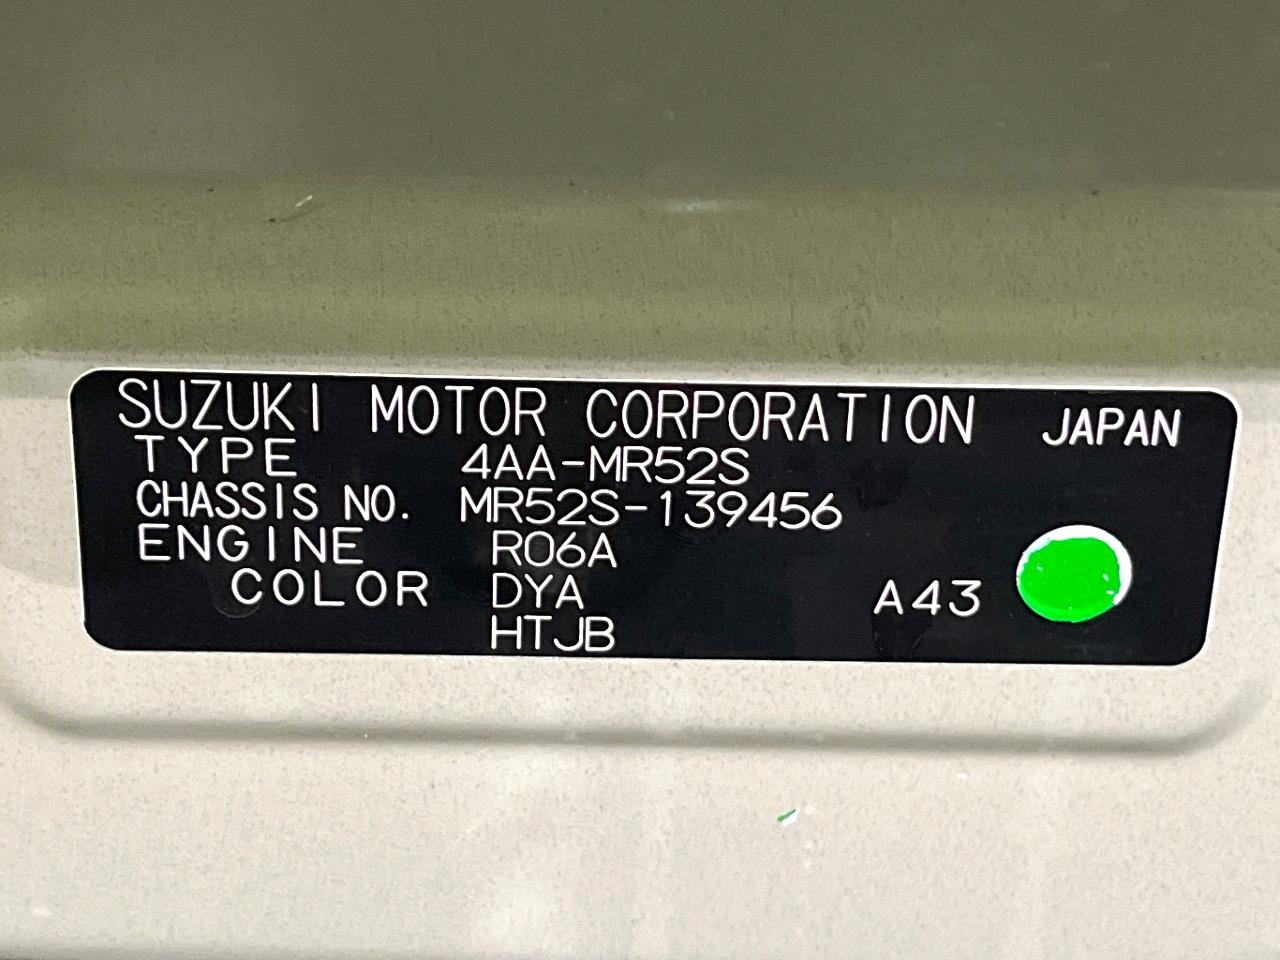 SUZUKI MOTOR CORPORATION JAPAN
TYPE 4AA-MR52S
CHASSIS NO. MR52S-139456
ENGINE R06A
COLOR DYA A43
HTJB